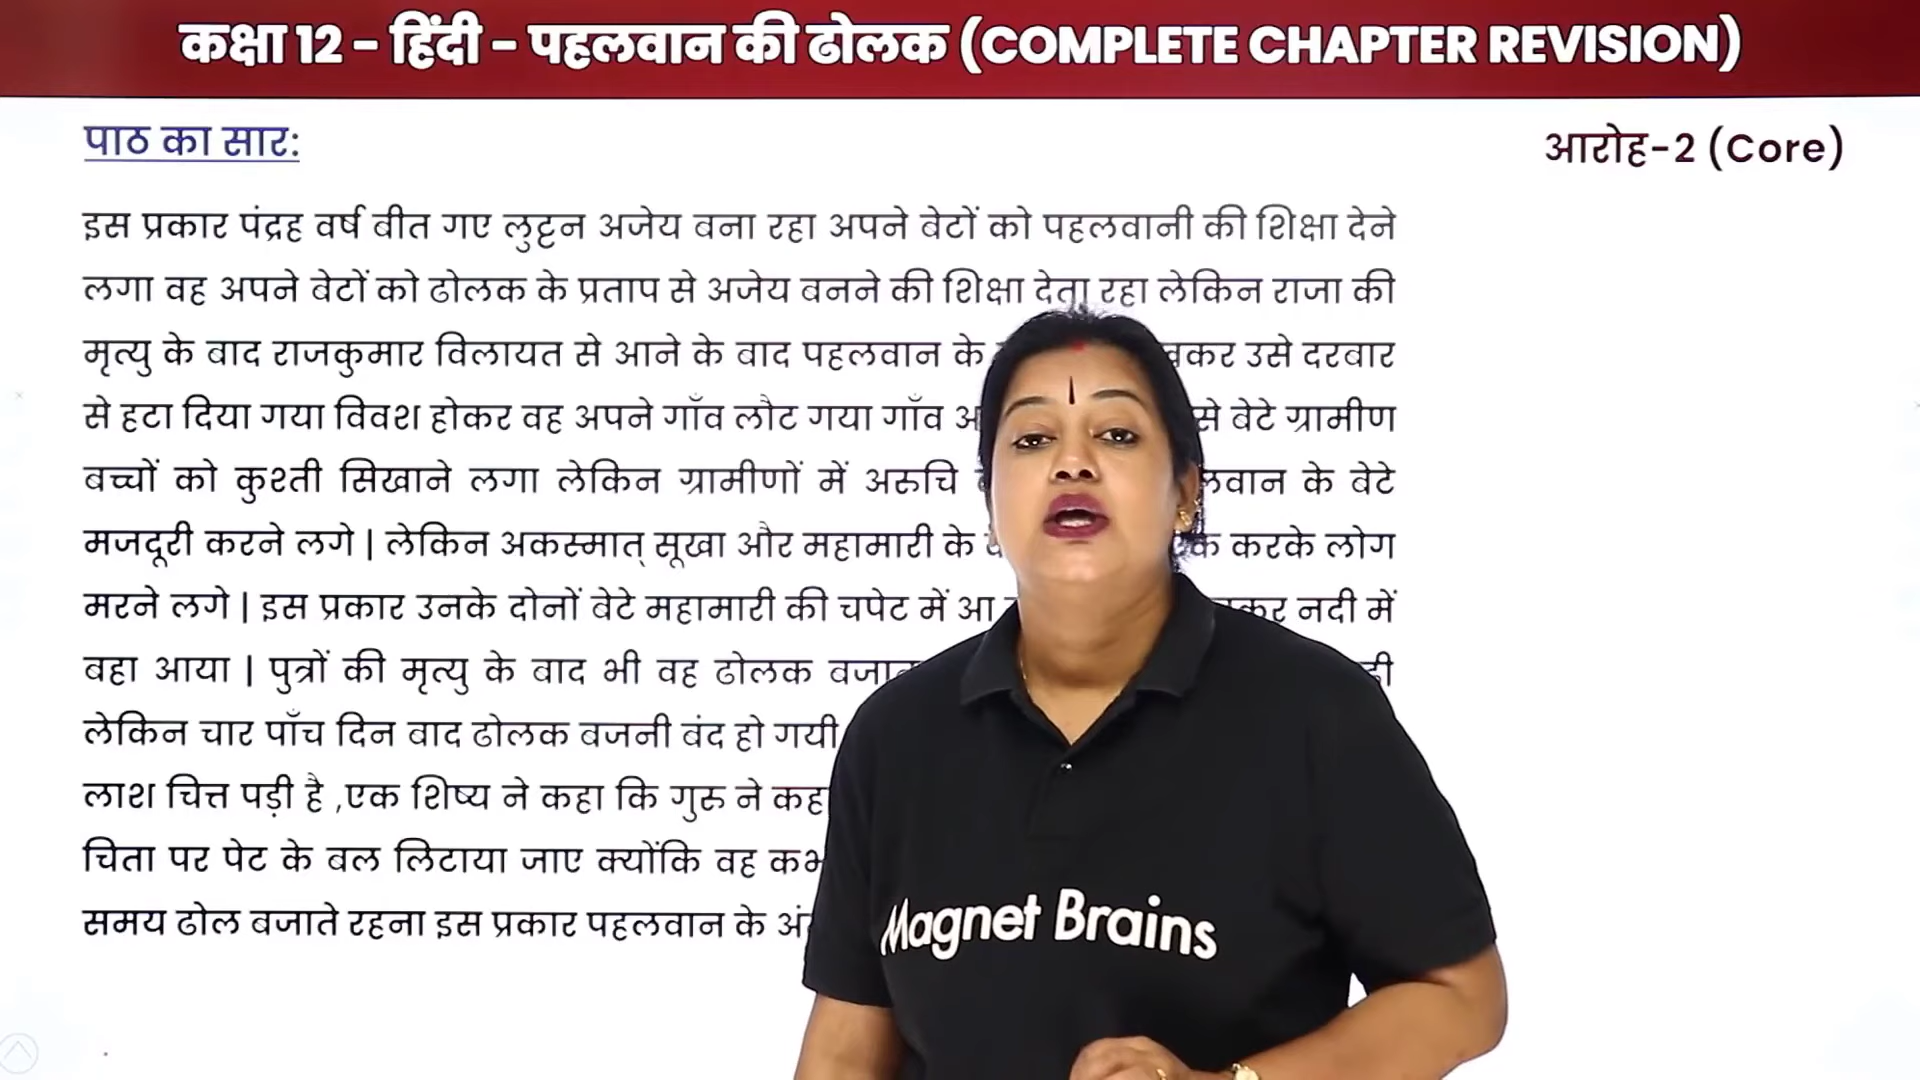 कक्षा 12 - हिंदी - पहलवान की ढोलक (COMPLETE CHAPTER REVISION)
पाठ का सार:
आरोह-2 (Core)
इस प्रकार पंद्रह वर्ष बीत गए लुट्टन अजेय बना रहा अपने बेटों को पहलवानी की शिक्षा देने
लगा वह अपने बेटों को ढोलक के प्रताप से अजेय बनने की शिक्षा देता रहा लेकिन राजा की
मृत्यु के बाद राजकुमार विलायत से आने के बाद पहलवान के उसे दरबार
से हटा दिया गया विवश होकर वह अपने गाँव लौट गया गाँव से बेटे ग्रामीण
बच्चों को कुश्ती सिखाने लगा लेकिन ग्रामीणों में अरुचि के बेटे
मजदूरी करने लगे | लेकिन अकस्मात् सूखा और महामारी के करके लोग
मरने लगे | इस प्रकार उनके दोनों बेटे महामारी की चपेट में आ नदी में
बहा आया | पुत्रों की मृत्यु के बाद भी वह ढोलक
लेकिन चार पाँच दिन बाद ढोलक बजनी बंद हो गयी
लाश चित्त पड़ी है ,एक शिष्य ने कहा कि गुरु ने
चिता पर पेट के बल लिटाया जाए क्योंकि वह
समय ढोल बजाते रहना इस प्रकार पहलवान के
Magnet Brains